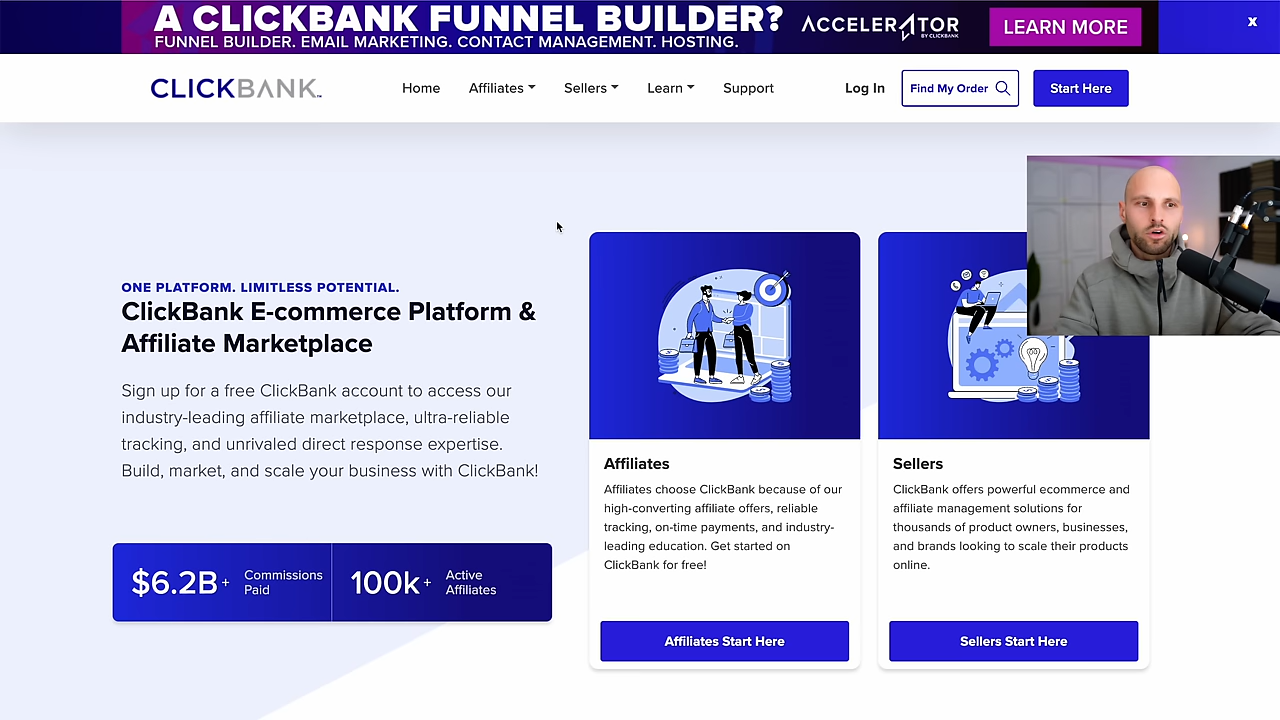 A CLICKBANK FUNNEL BUILDER?
FUNNEL BUILDER. EMAIL MARKETING. CONTACT MANAGEMENT. HOSTING.
ACCELERATOR
BY CLICKBANK
LEARN MORE
x
CLICKBANK™
Home
Affiliates
Sellers
Learn
Support
Log In
Find My Order
Start Here
ONE PLATFORM. LIMITLESS POTENTIAL.
ClickBank E-commerce Platform &
Affiliate Marketplace
Sign up for a free ClickBank account to access our
industry-leading affiliate marketplace, ultra-reliable
tracking, and unrivaled direct response expertise.
Build, market, and scale your business with ClickBank!
$6.2B+
Commissions
Paid
100k+
Active
Affiliates
Affiliates
Affiliates choose ClickBank because of our
high-converting affiliate offers, reliable
tracking, on-time payments, and industry-
leading education. Get started on
ClickBank for free!
Affiliates Start Here
Sellers
ClickBank offers powerful ecommerce and
affiliate management solutions for
thousands of product owners, businesses,
and brands looking to scale their products
online.
Sellers Start Here